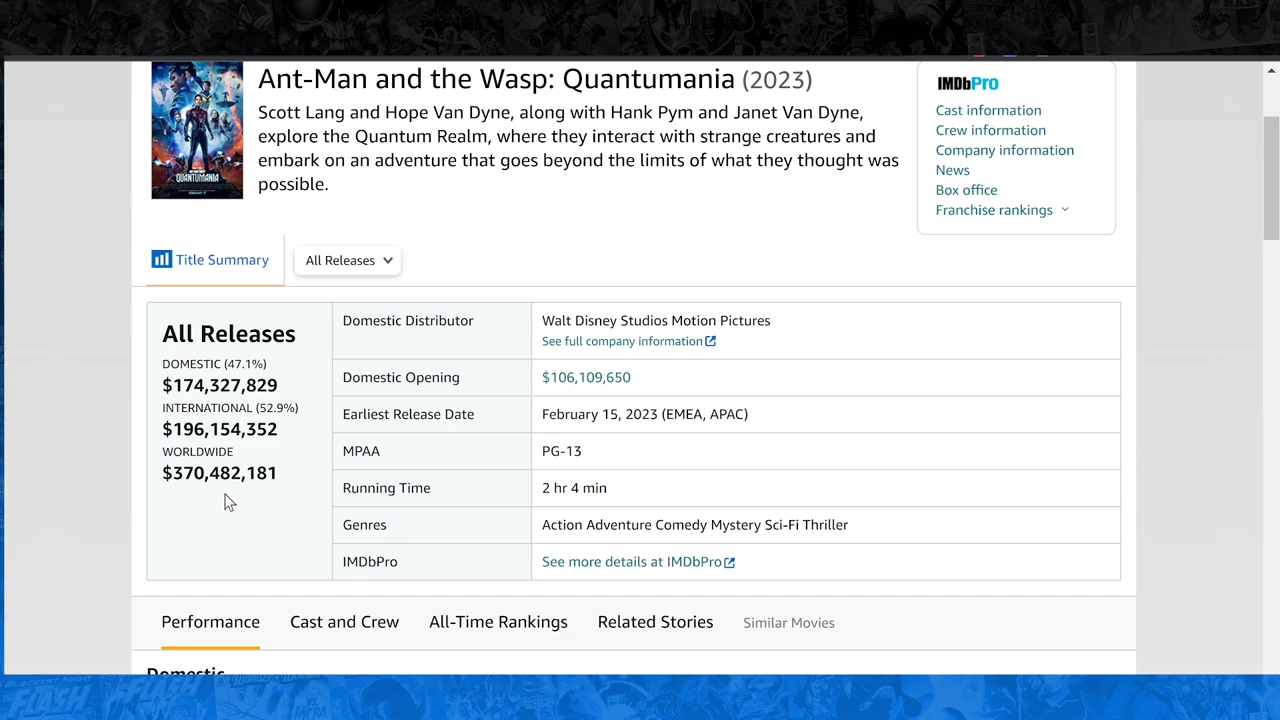 Ant-Man and the Wasp: Quantumania (2023)
Scott Lang and Hope Van Dyne, along with Hank Pym and Janet Van Dyne,
explore the Quantum Realm, where they interact with strange creatures and
embark on an adventure that goes beyond the limits of what they thought was
possible.
QUANTUMANIA
IMDbPro
Cast information
Crew information
Company information
News
Box office
Franchise rankings
Title Summary
All Releases
All Releases
DOMESTIC (47.1%)
$174,327,829
INTERNATIONAL (52.9%)
$196,154,352
WORLDWIDE
$370,482,181
Domestic Distributor
Walt Disney Studios Motion Pictures
See full company information
Domestic Opening
$106,109,650
Earliest Release Date
February 15, 2023 (EMEA, APAC)
MPAA
PG-13
Running Time
2 hr 4 min
Genres
Action Adventure Comedy Mystery Sci-Fi Thriller
IMDbPro
See more details at IMDbPro
Performance
Cast and Crew
All-Time Rankings
Related Stories
Similar Movies
Domestic
FLASH